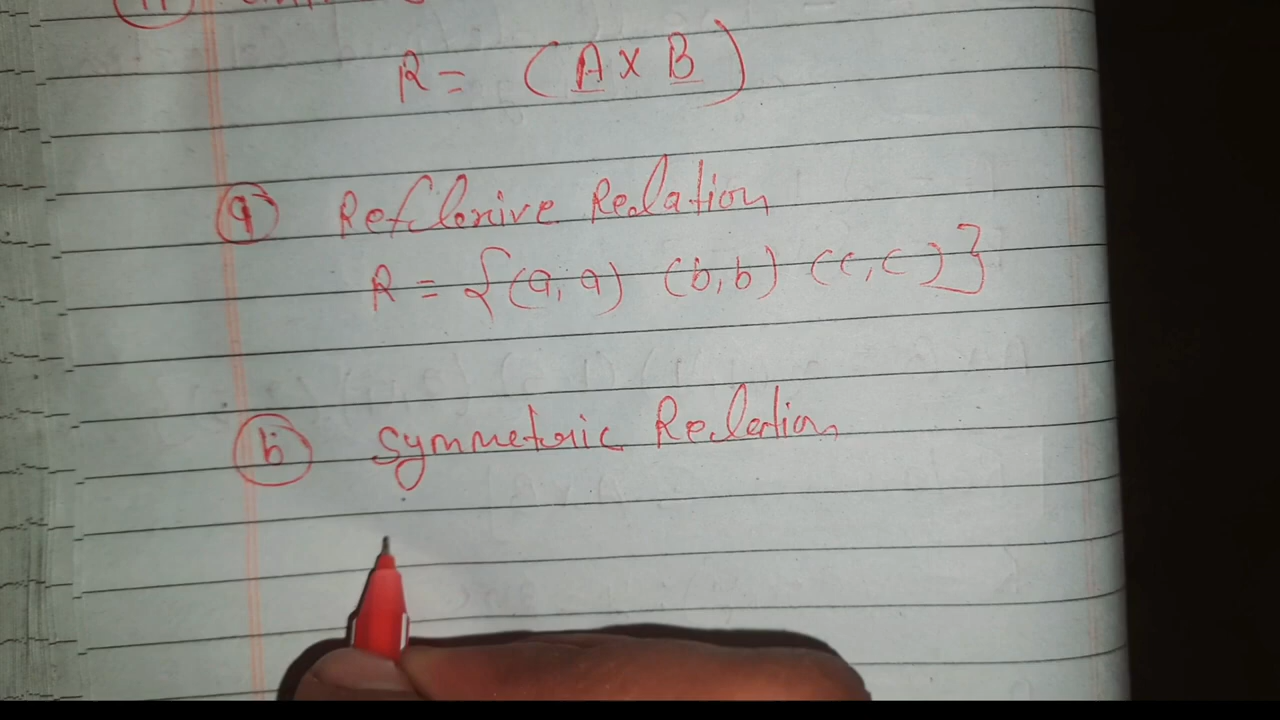 R = (A × B)
(a) Reflexive Relation
R = {(a, a) (b, b) (c, c)}
(b) Symmetric Relation